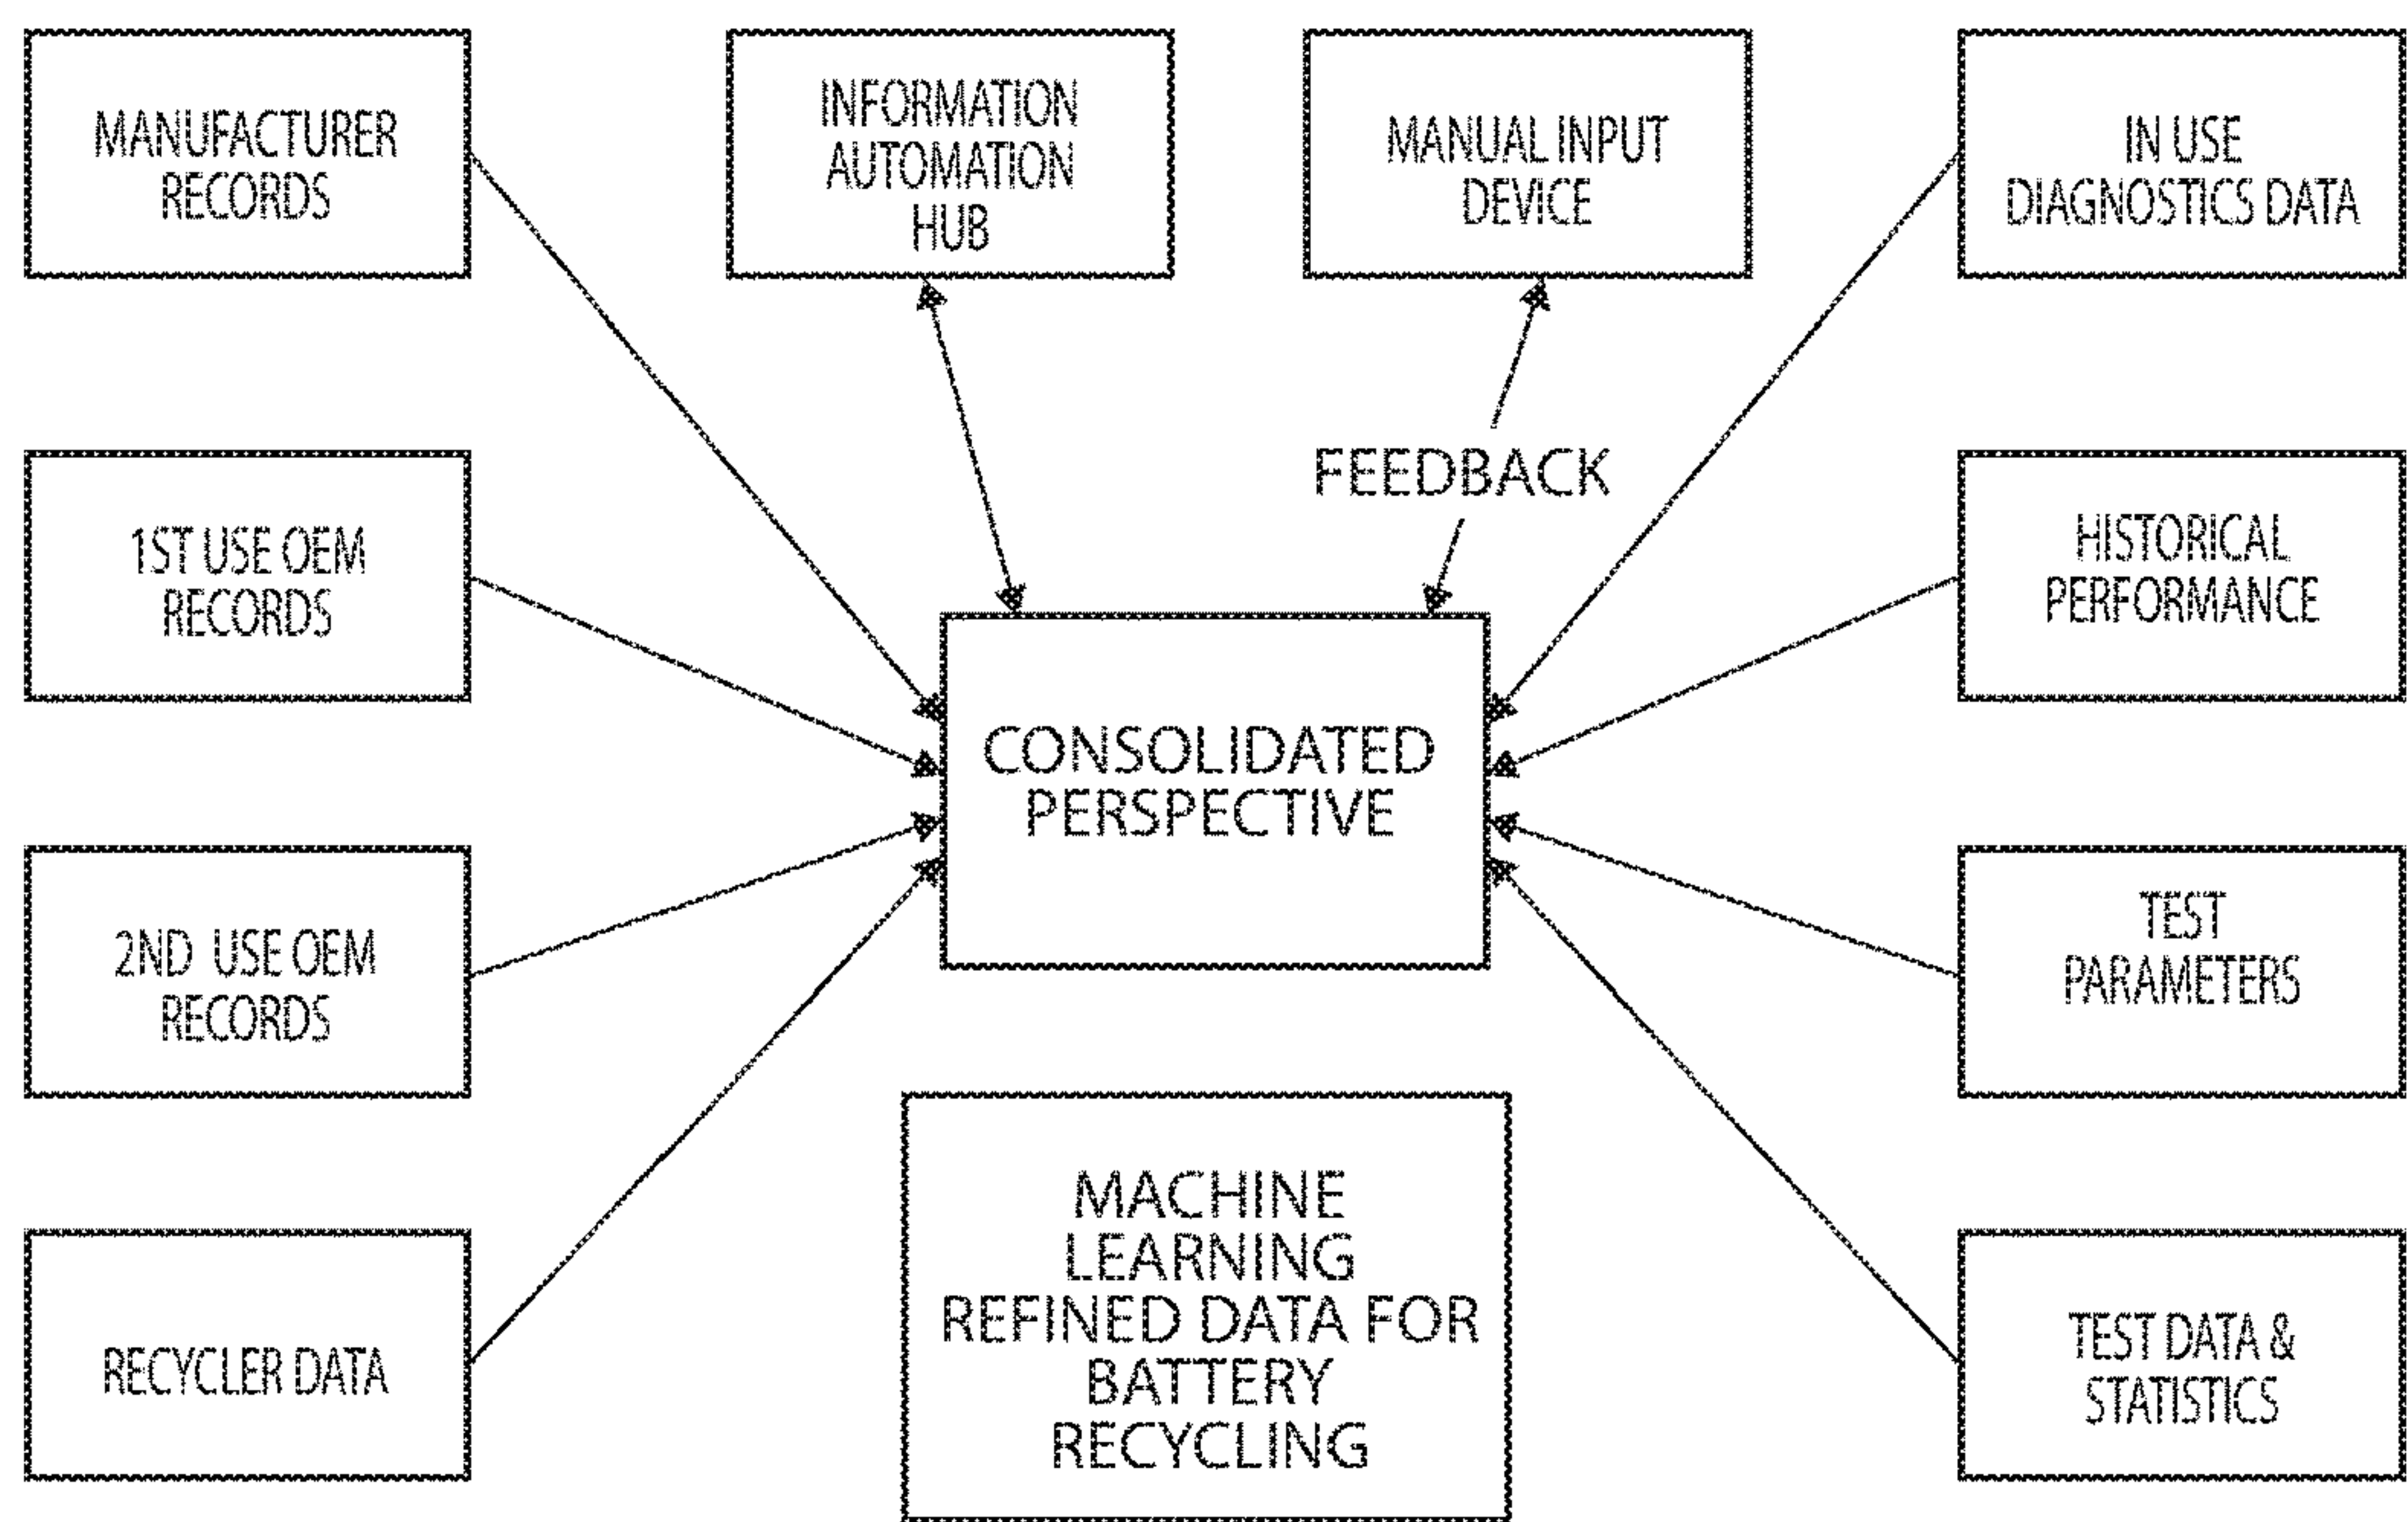 MANUFACTURER
RECORDS
INFORMATION
AUTOMATION
HUB
MANUAL INPUT
DEVICE
IN USE
DIAGNOSTICS DATA
1ST USE OEM
RECORDS
FEEDBACK
HISTORICAL
PERFORMANCE
CONSOLIDATED
PERSPECTIVE
2ND USE OEM
RECORDS
TEST
PARAMETERS
RECYCLER DATA
MACHINE
LEARNING
REFINED DATA FOR
BATTERY
RECYCLING
TEST DATA &
STATISTICS